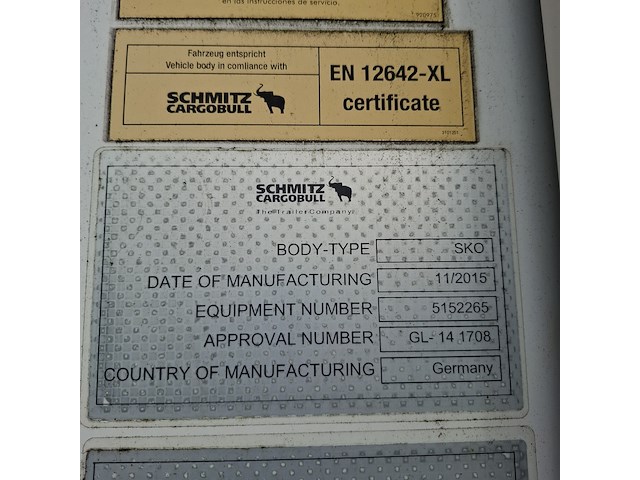 en las instrucciones de servicio.
Fahrzeug entspricht
Vehicle body in comliance with
SCHMITZ
CARGOBULL
EN 12642-XL
certificate
SCHMITZ
CARGOBULL
The Trailer Company.
BODY-TYPE SKO
DATE OF MANUFACTURING 11/2015
EQUIPMENT NUMBER 5152265
APPROVAL NUMBER GL- 14 1708
COUNTRY OF MANUFACTURING Germany